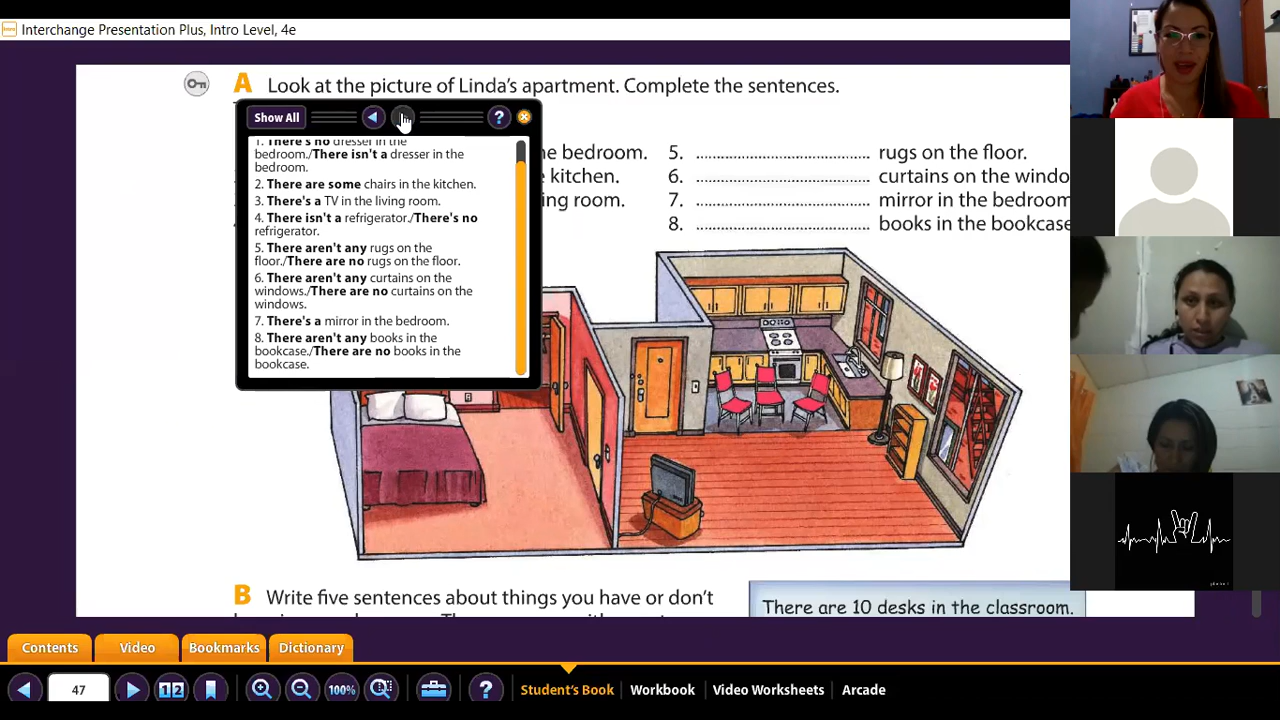 Interchange Presentation Plus, Intro Level, 4e
A Look at the picture of Linda's apartment. Complete the sentences.
Show All
?
1. There's no dresser in the
bedroom./There isn't a dresser in the
bedroom.
2. There are some chairs in the kitchen.
3. There's a TV in the living room.
4. There isn't a refrigerator./There's no
refrigerator.
5. There aren't any rugs on the
floor./There are no rugs on the floor.
6. There aren't any curtains on the
windows./There are no curtains on the
windows.
7. There's a mirror in the bedroom.
8. There aren't any books in the
bookcase./There are no books in the
bookcase.
he bedroom.
e kitchen.
ing room.
5. ........................................... rugs on the floor.
6. ........................................... curtains on the windo
7. ........................................... mirror in the bedroom
8. ........................................... books in the bookcase
B Write five sentences about things you have or don't
There are 10 desks in the classroom.
Contents Video Bookmarks Dictionary
47 1 2 100% ? Student's Book Workbook Video Worksheets Arcade